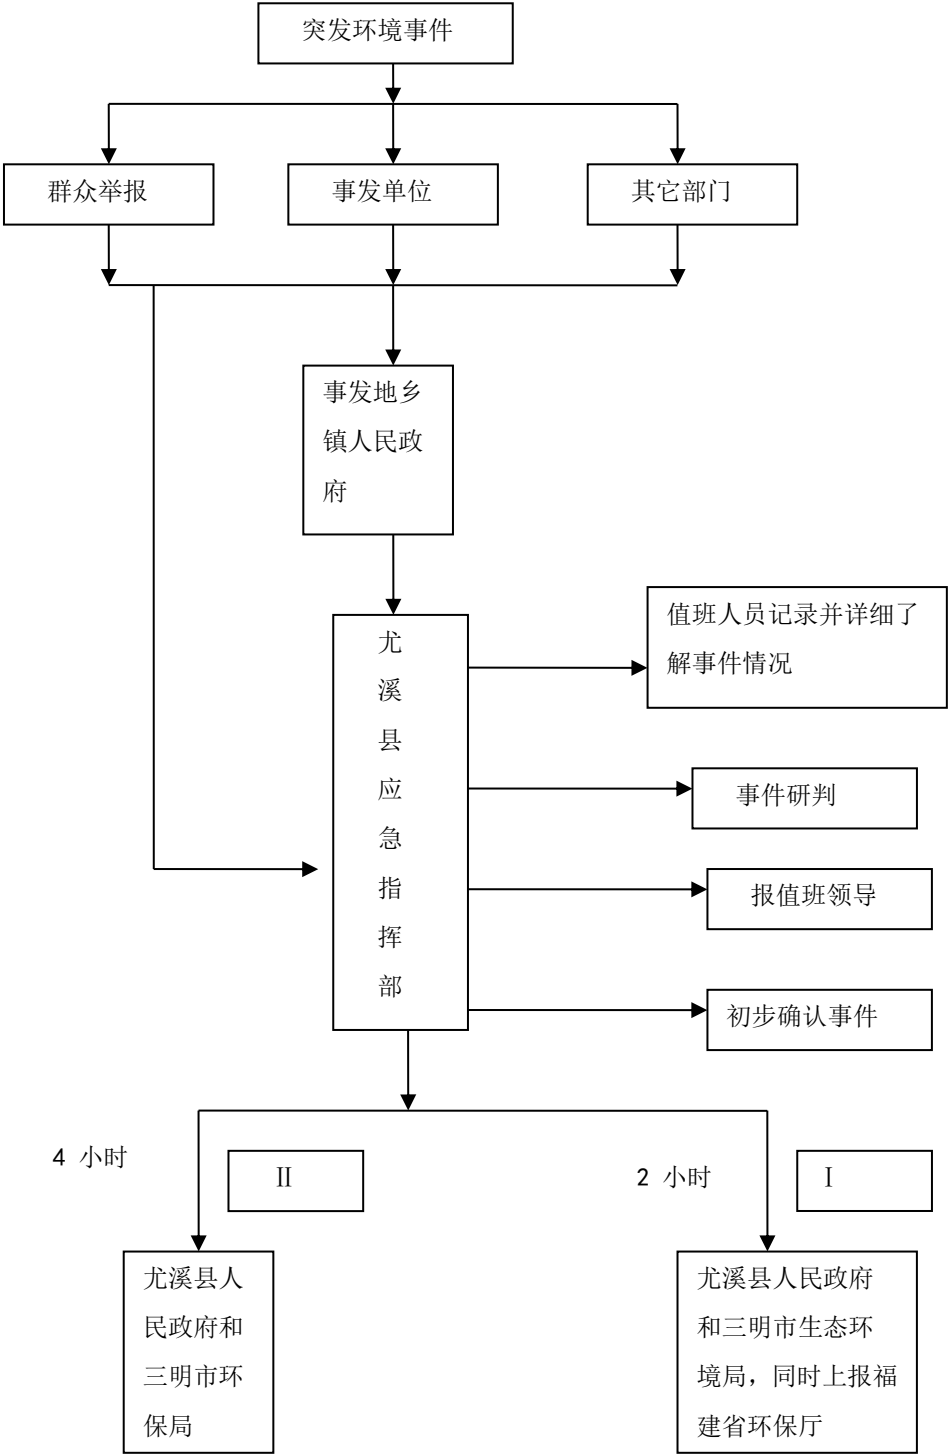 突发环境事件
群众举报
事发单位
其它部门
事发地乡
镇人民政
府
尤
溪
县
应
急
指
挥
部
值班人员记录并详细了
解事件情况
事件研判
报值班领导
初步确认事件
4 小时
Ⅱ
2 小时
Ⅰ
尤溪县人
民政府和
三明市环
保局
尤溪县人民政府
和三明市生态环
境局，同时上报福
建省环保厅